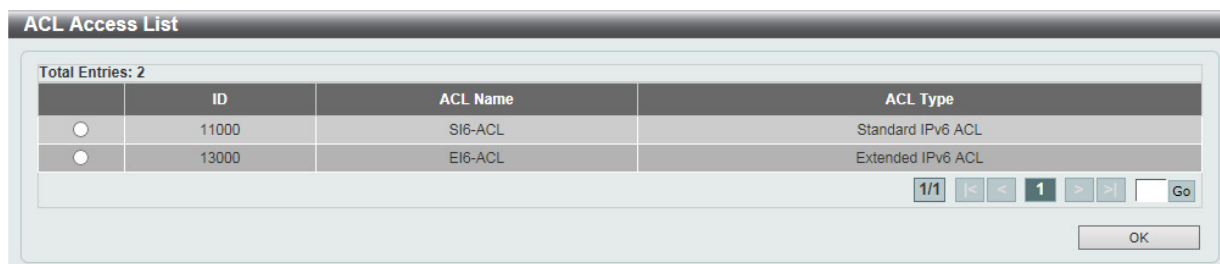 ACL Access List
Total Entries: 2
ID ACL Name ACL Type
11000 SI6-ACL Standard IPv6 ACL
13000 EI6-ACL Extended IPv6 ACL
1/1 |< < 1 > >| Go
OK